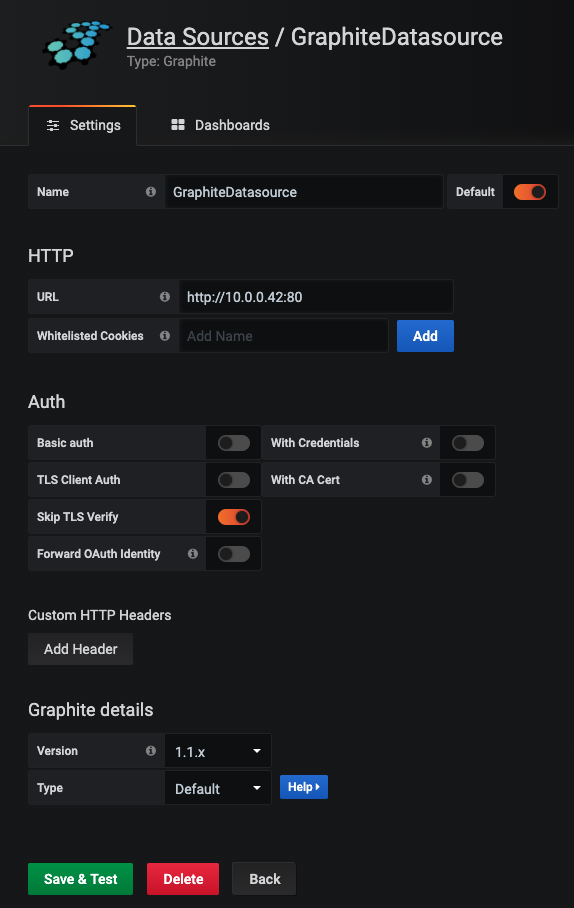 Data Sources / GraphiteDatasource
Type: Graphite
Settings
Dashboards
Name
GraphiteDatasource
Default
HTTP
URL
http://10.0.0.42:80
Whitelisted Cookies
Add Name
Add
Auth
Basic auth
With Credentials
TLS Client Auth
With CA Cert
Skip TLS Verify
Forward OAuth Identity
Custom HTTP Headers
Add Header
Graphite details
Version
1.1.x
Type
Default
Help
Save & Test
Delete
Back